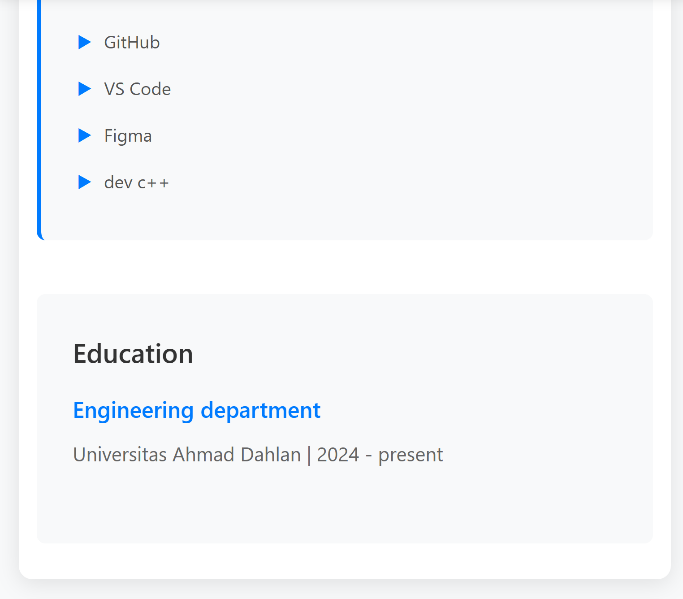 GitHub
VS Code
Figma
dev c++
Education
Engineering department
Universitas Ahmad Dahlan | 2024 - present